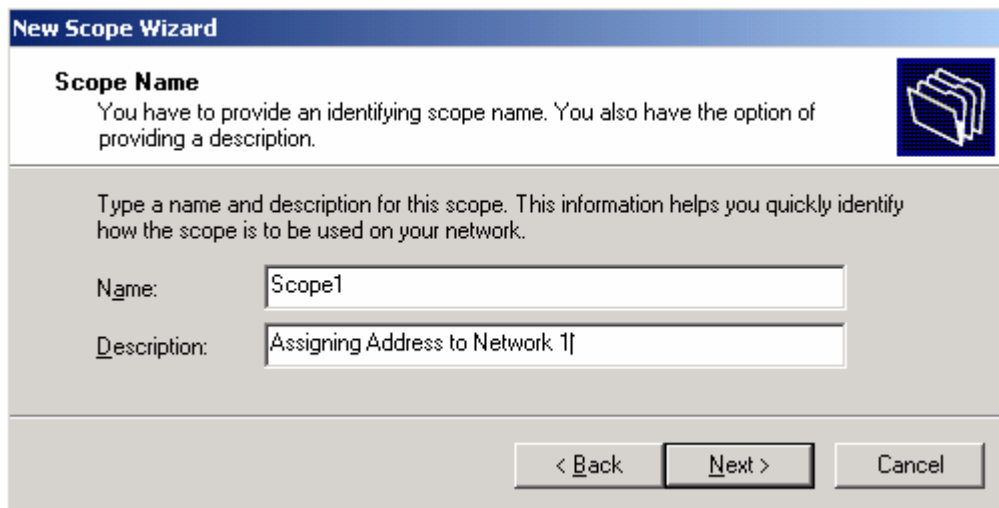 New Scope Wizard
Scope Name
You have to provide an identifying scope name. You also have the option of
providing a description.
Type a name and description for this scope. This information helps you quickly identify
how the scope is to be used on your network.
Name:
Scope1
Description:
Assigning Address to Network 1
< Back
Next >
Cancel